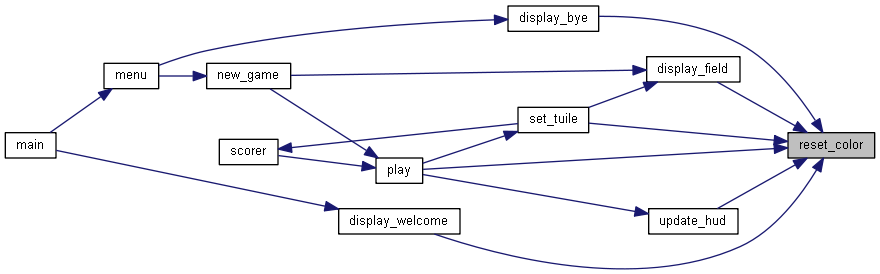 display_bye
menu
new_game
display_field
set_tuile
main
scorer
reset_color
play
display_welcome
update_hud